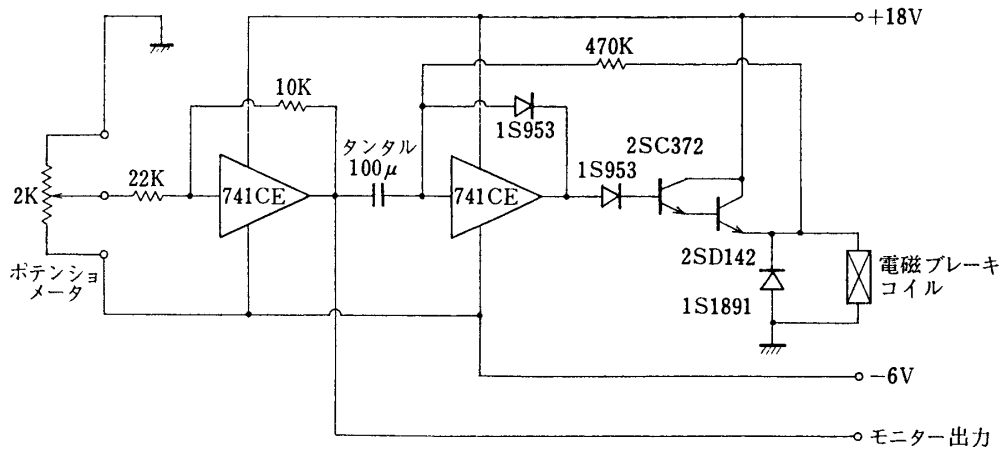 +18V
470K
10K
1S953
タンタル
100μ
2SC372
1S953
22K
2K
741CE
741CE
ポテンショ
メータ
2SD142
1S1891
電磁ブレーキ
コイル
−6V
モニター出力